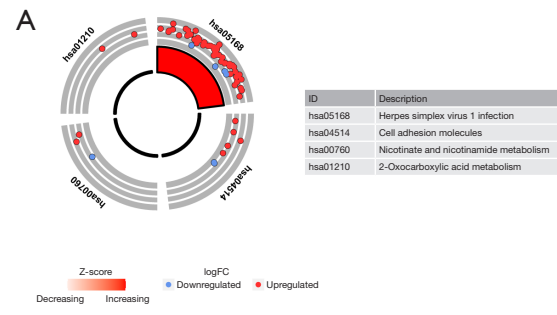 A
hsa01210
hsa05168
hsa00760
hsa04514
ID Description
hsa05168 Herpes simplex virus 1 infection
hsa04514 Cell adhesion molecules
hsa00760 Nicotinate and nicotinamide metabolism
hsa01210 2-Oxocarboxylic acid metabolism
Z-score
Decreasing Increasing
logFC
Downregulated Upregulated